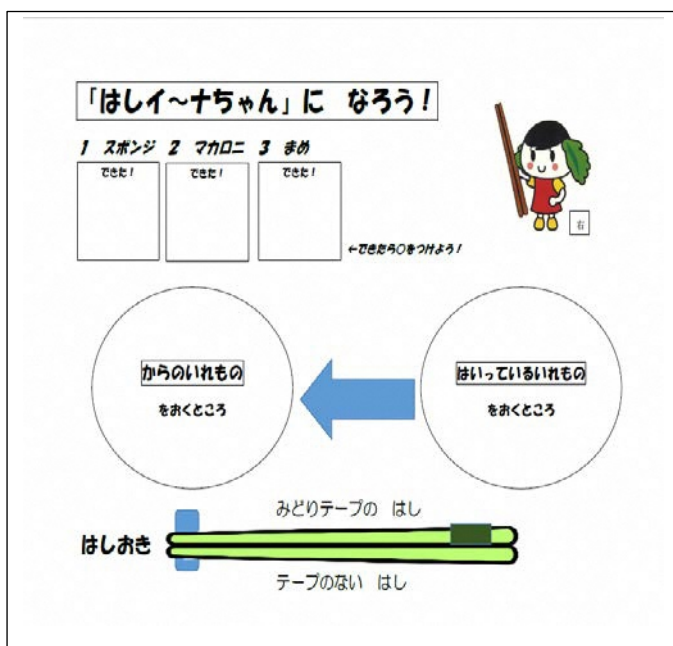 「はしイ～ナちゃん」に なろう！
1 スポンジ 2 マカロニ 3 まめ
できた！ できた！ できた！
右
←できたら○をつけよう！
からのいれもの
をおくところ
はいっているいれもの
をおくところ
みどりテープの はし
はしおき
テープのない はし